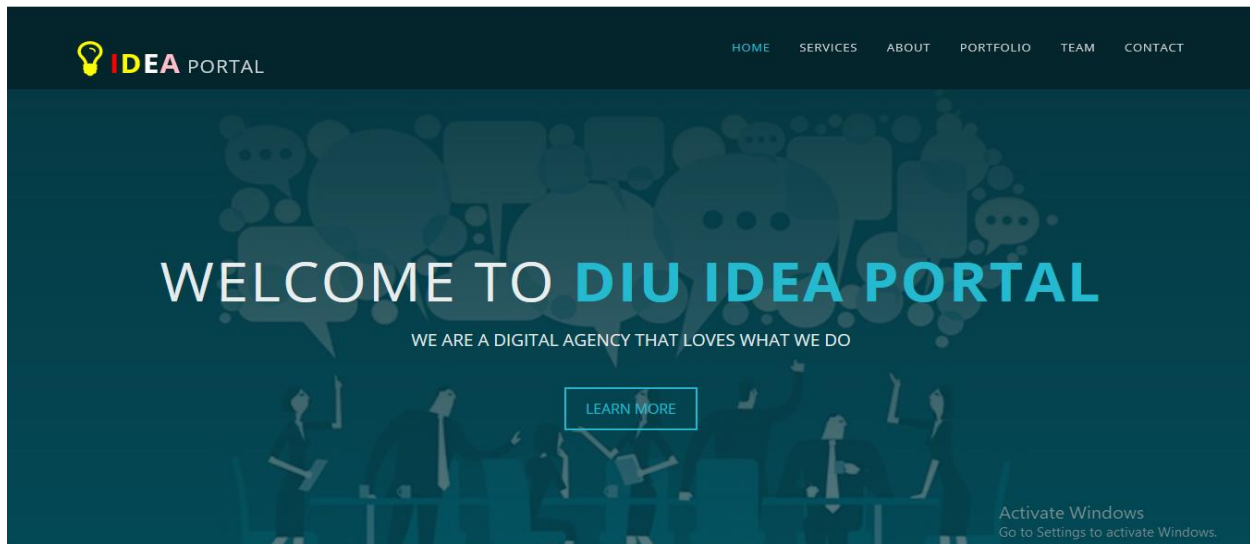 IDEA PORTAL
HOME SERVICES ABOUT PORTFOLIO TEAM CONTACT
WELCOME TO DIU IDEA PORTAL
WE ARE A DIGITAL AGENCY THAT LOVES WHAT WE DO
LEARN MORE
Activate Windows
Go to Settings to activate Windows.